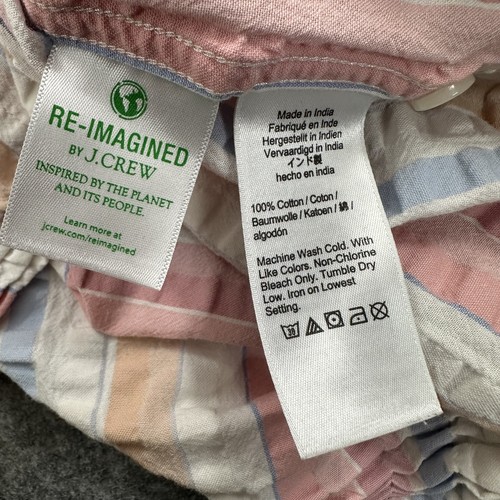 RE-IMAGINED
BY J.CREW
INSPIRED BY THE PLANET
AND ITS PEOPLE.
Learn more at
jcrew.com/reimagined
Made in India
Fabriqué en Inde
Hergestellt in Indien
Vervaardigd in India
インド製
hecho en india
100% Cotton / Coton /
Baumwolle / Katoen / 綿 /
algodón
Machine Wash Cold. With
Like Colors. Non-Chlorine
Bleach Only. Tumble Dry
Low. Iron on Lowest
Setting.
30